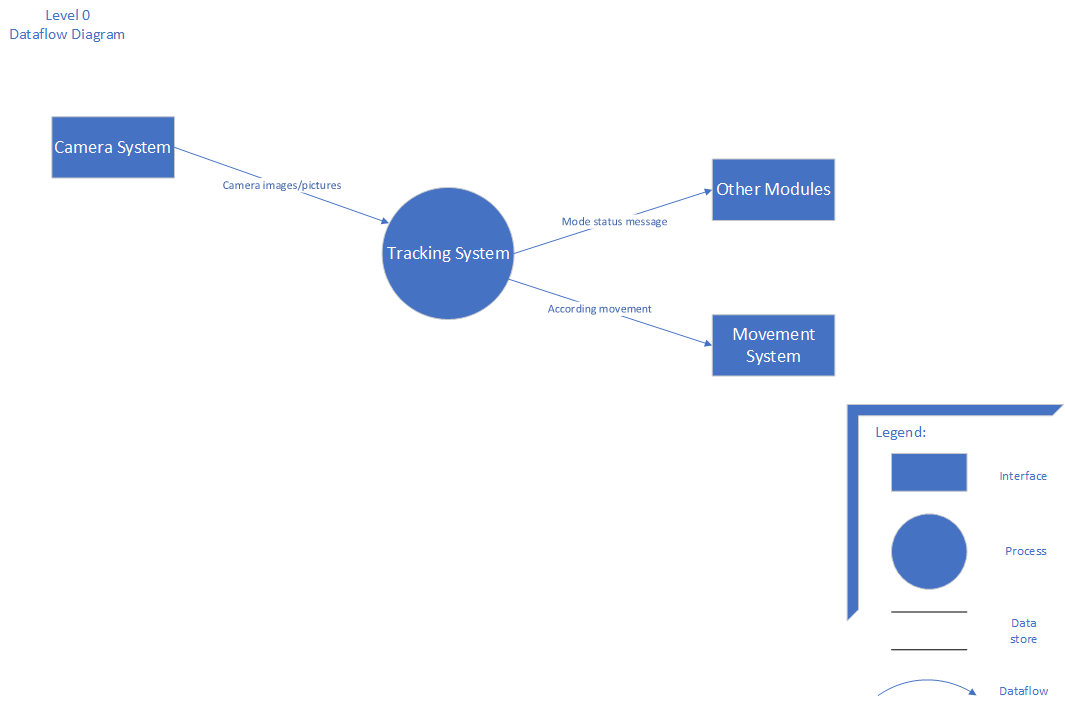 Level 0
Dataflow Diagram
Camera System
Camera images/pictures
Other Modules
Mode status message
Tracking System
According movement
Movement
System
Legend:
Interface
Process
Data
store
Dataflow